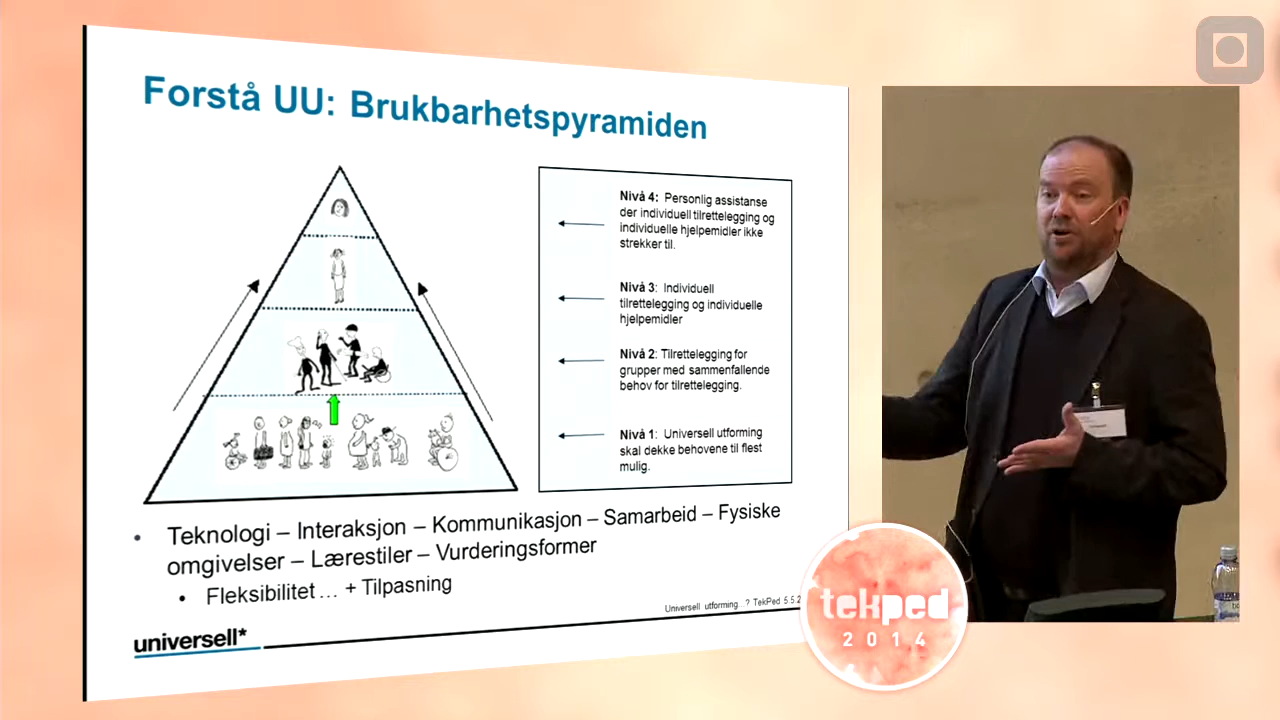 Forstå UU: Brukbarhetspyramiden
Nivå 4: Personlig assistanse
der individuell tilrettelegging og
individuelle hjelpemidler ikke
strekker til.
Nivå 3: Individuell
tilrettelegging og individuelle
hjelpemidler
Nivå 2: Tilrettelegging for
grupper med sammenfallende
behov for tilrettelegging.
Nivå 1: Universell utforming
skal dekke behovene til flest
mulig.
• Teknologi – Interaksjon – Kommunikasjon – Samarbeid – Fysiske
omgivelser – Lærestiler – Vurderingsformer
• Fleksibilitet … + Tilpasning
Universell utforming...? TekPed 5 5 2
universell*
tekped
2014